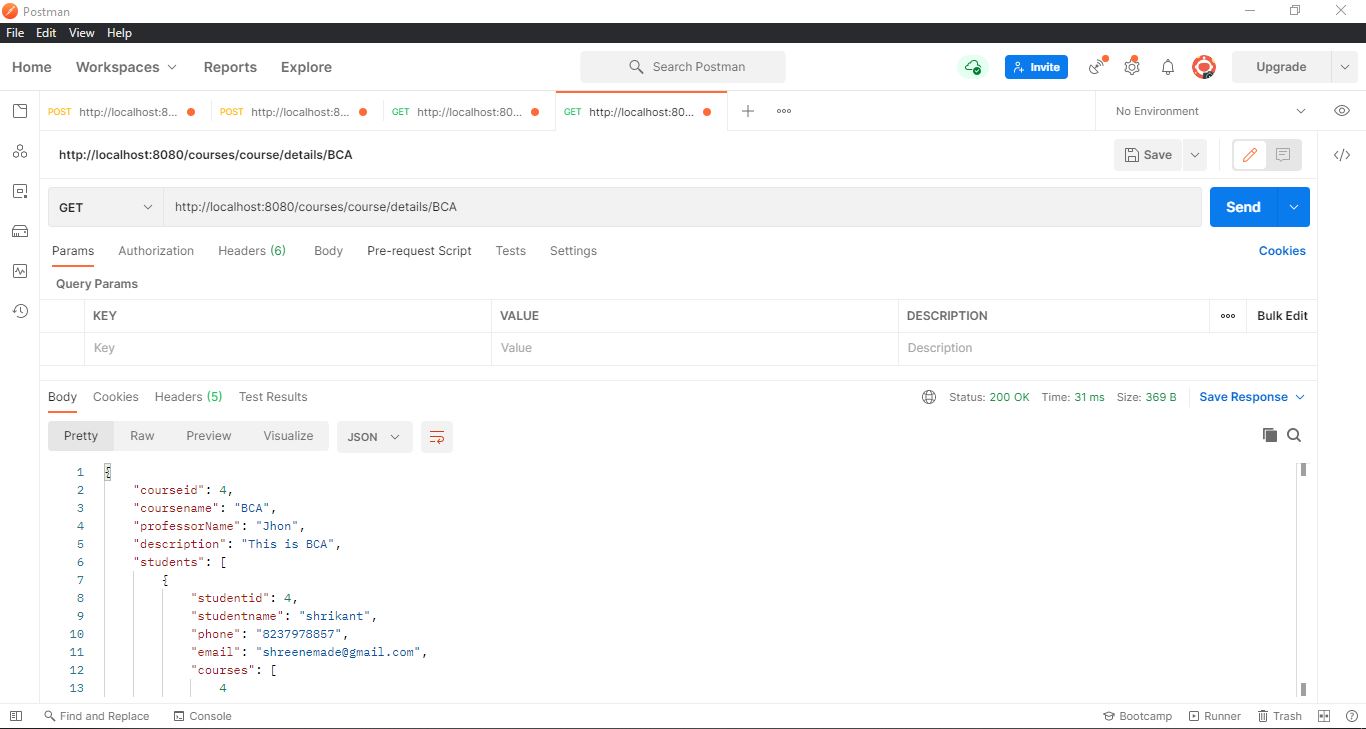 Postman
File Edit View Help
Home Workspaces Reports Explore Search Postman Invite Upgrade
POST http://localhost:8... POST http://localhost:8... GET http://localhost:80... GET http://localhost:80... No Environment
http://localhost:8080/courses/course/details/BCA Save
GET http://localhost:8080/courses/course/details/BCA Send
Params Authorization Headers (6) Body Pre-request Script Tests Settings Cookies
Query Params
KEY VALUE DESCRIPTION Bulk Edit
Key Value Description
Body Cookies Headers (5) Test Results Status: 200 OK Time: 31 ms Size: 369 B Save Response
Pretty Raw Preview Visualize JSON
1 {
2 "courseid": 4,
3 "coursename": "BCA",
4 "professorName": "Jhon",
5 "description": "This is BCA",
6 "students": [
7 {
8 "studentid": 4,
9 "studentname": "shrikant",
10 "phone": "8237978857",
11 "email": "shreenemade@gmail.com",
12 "courses": [
13 4
Find and Replace Console Bootcamp Runner Trash